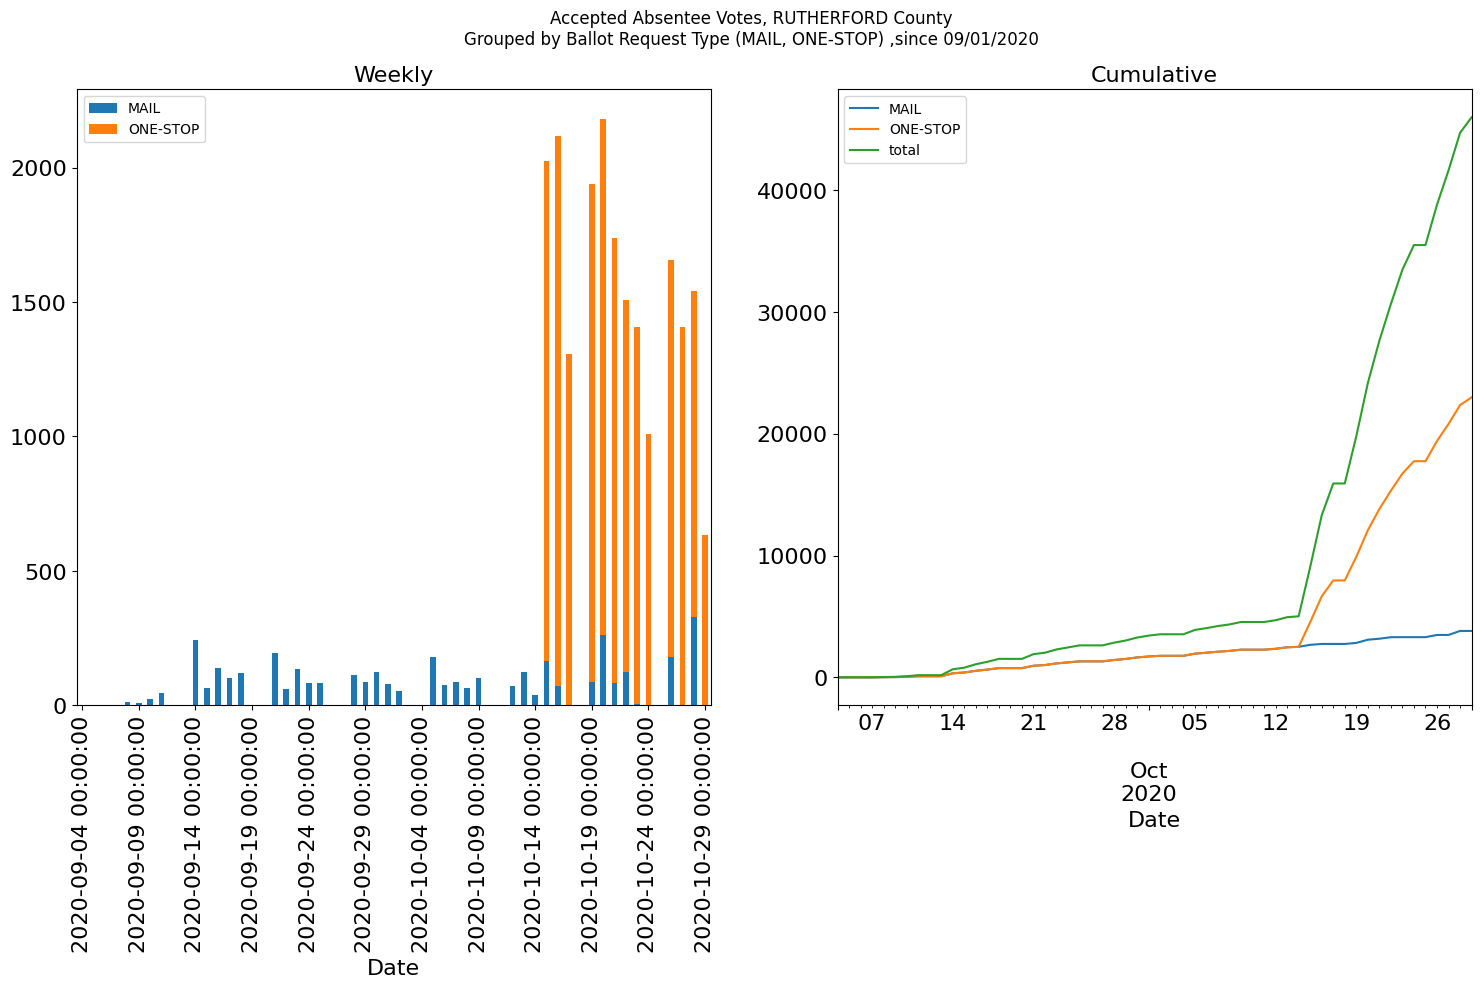 Accepted Absentee Votes, RUTHERFORD County
Grouped by Ballot Request Type (MAIL, ONE-STOP) ,since 09/01/2020
Weekly
MAIL
ONE-STOP
2000
1500
1000
500
0
2020-09-04 00:00:00
2020-09-09 00:00:00
2020-09-14 00:00:00
2020-09-19 00:00:00
2020-09-24 00:00:00
2020-09-29 00:00:00
2020-10-04 00:00:00
2020-10-09 00:00:00
2020-10-14 00:00:00
2020-10-19 00:00:00
2020-10-24 00:00:00
2020-10-29 00:00:00
Date
Cumulative
MAIL
ONE-STOP
total
40000
30000
20000
10000
0
07 14 21 28 05 12 19 26
Oct
2020
Date